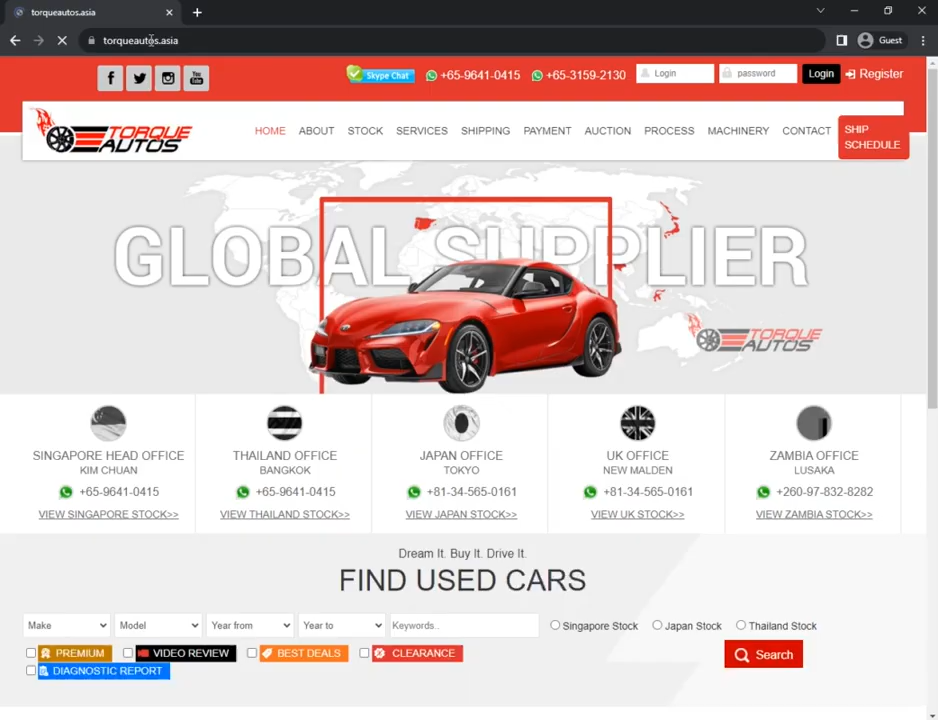 torqueautos.asia
torqueautos.asia
Guest
f
You Tube
Skype Chat
+65-9641-0415
+65-3159-2130
Login
password
Login
Register
TORQUE AUTOS
HOME ABOUT STOCK SERVICES SHIPPING PAYMENT AUCTION PROCESS MACHINERY CONTACT
SHIP SCHEDULE
GLOBAL SUPPLIER
TORQUE AUTOS
SINGAPORE HEAD OFFICE
KIM CHUAN
+65-9641-0415
VIEW SINGAPORE STOCK>>
THAILAND OFFICE
BANGKOK
+65-9641-0415
VIEW THAILAND STOCK>>
JAPAN OFFICE
TOKYO
+81-34-565-0161
VIEW JAPAN STOCK>>
UK OFFICE
NEW MALDEN
+81-34-565-0161
VIEW UK STOCK>>
ZAMBIA OFFICE
LUSAKA
+260-97-832-8282
VIEW ZAMBIA STOCK>>
Dream It. Buy It. Drive It.
FIND USED CARS
Make Model Year from Year to Keywords.. Singapore Stock Japan Stock Thailand Stock
PREMIUM VIDEO REVIEW BEST DEALS CLEARANCE
Search
DIAGNOSTIC REPORT